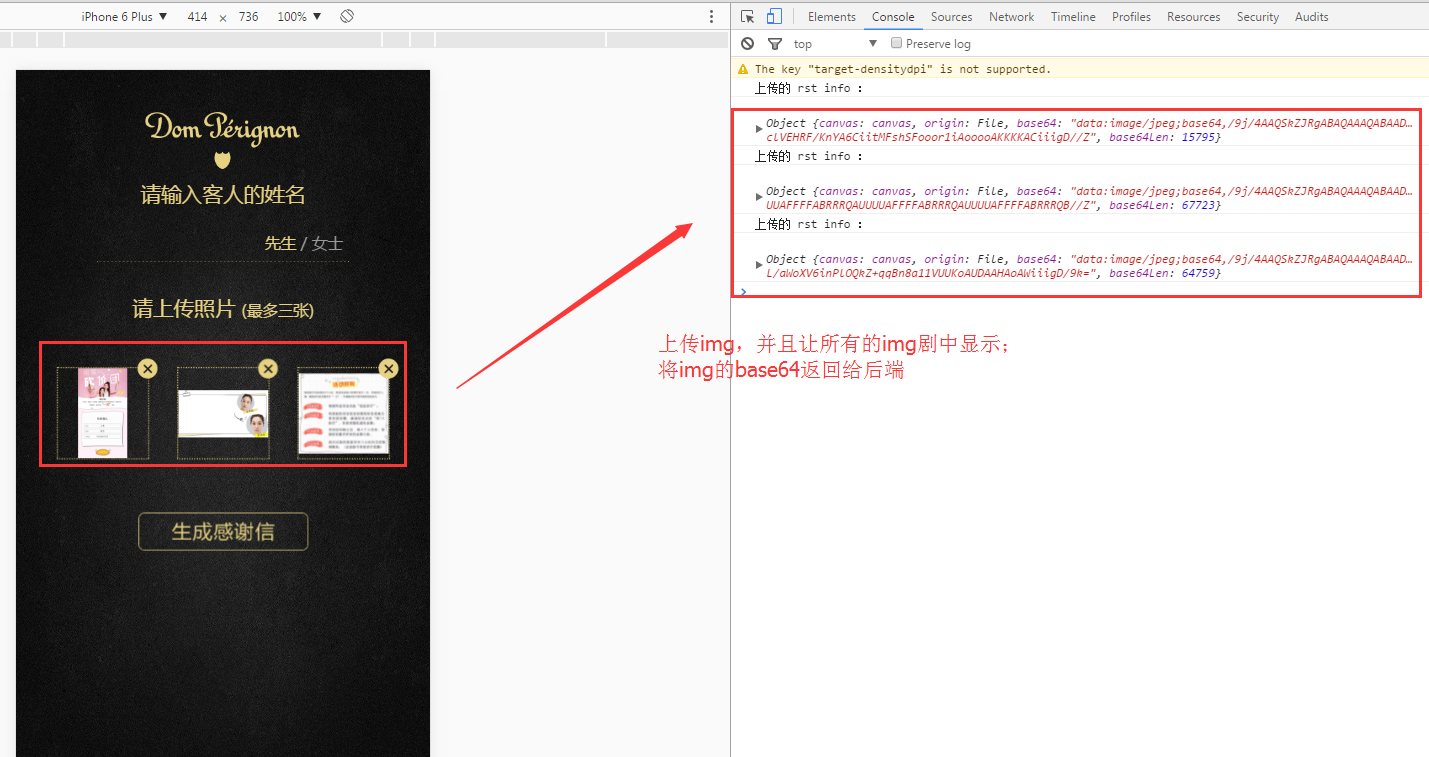 iPhone 6 Plus ▼ 414 × 736 100% ▼
Elements Console Sources Network Timeline Profiles Resources Security Audits
top ▼ Preserve log
The key "target-densitydpi" is not supported.
上传的 rst info :
Object {canvas: canvas, origin: File, base64: "data:image/jpeg;base64,/9j/4AAQSkZJRgABAQAAAQABAAD…
clVEHRF/KnYA6CiitMFshSFooor1iAooooAKKKKACiiigD//Z", base64Len: 15795}
上传的 rst info :
Object {canvas: canvas, origin: File, base64: "data:image/jpeg;base64,/9j/4AAQSkZJRgABAQAAAQABAAD…
UUAFFFFABRRRQAUUUUAFFFFABRRRQAUUUUAFFFFABRRRQB//Z", base64Len: 67723}
上传的 rst info :
Object {canvas: canvas, origin: File, base64: "data:image/jpeg;base64,/9j/4AAQSkZJRgABAQAAAQABAAD…
L/aWoXV6inPlOQkZ+qqBn8a11VUUKoAUDAAHAoAWiiigD/9k=", base64Len: 64759}
Dom Pérignon
请输入客人的姓名
先生 / 女士
请上传照片 (最多三张)
生成感谢信
上传img，并且让所有的img剧中显示；
将img的base64返回给后端